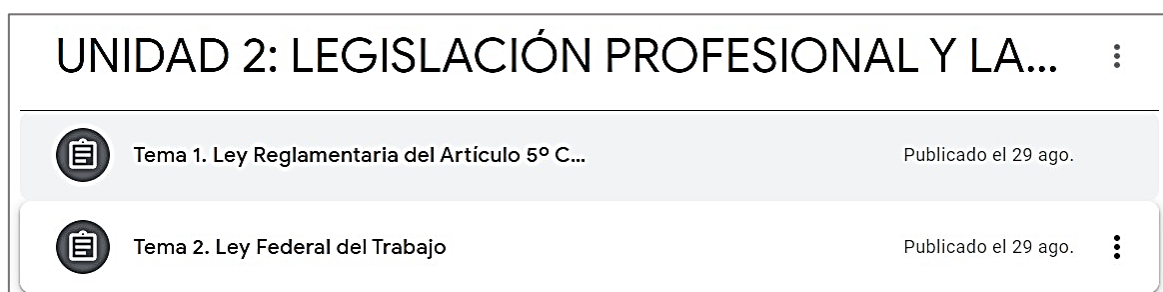 UNIDAD 2: LEGISLACIÓN PROFESIONAL Y LA...
Tema 1. Ley Reglamentaria del Artículo 5º C... Publicado el 29 ago.
Tema 2. Ley Federal del Trabajo Publicado el 29 ago.